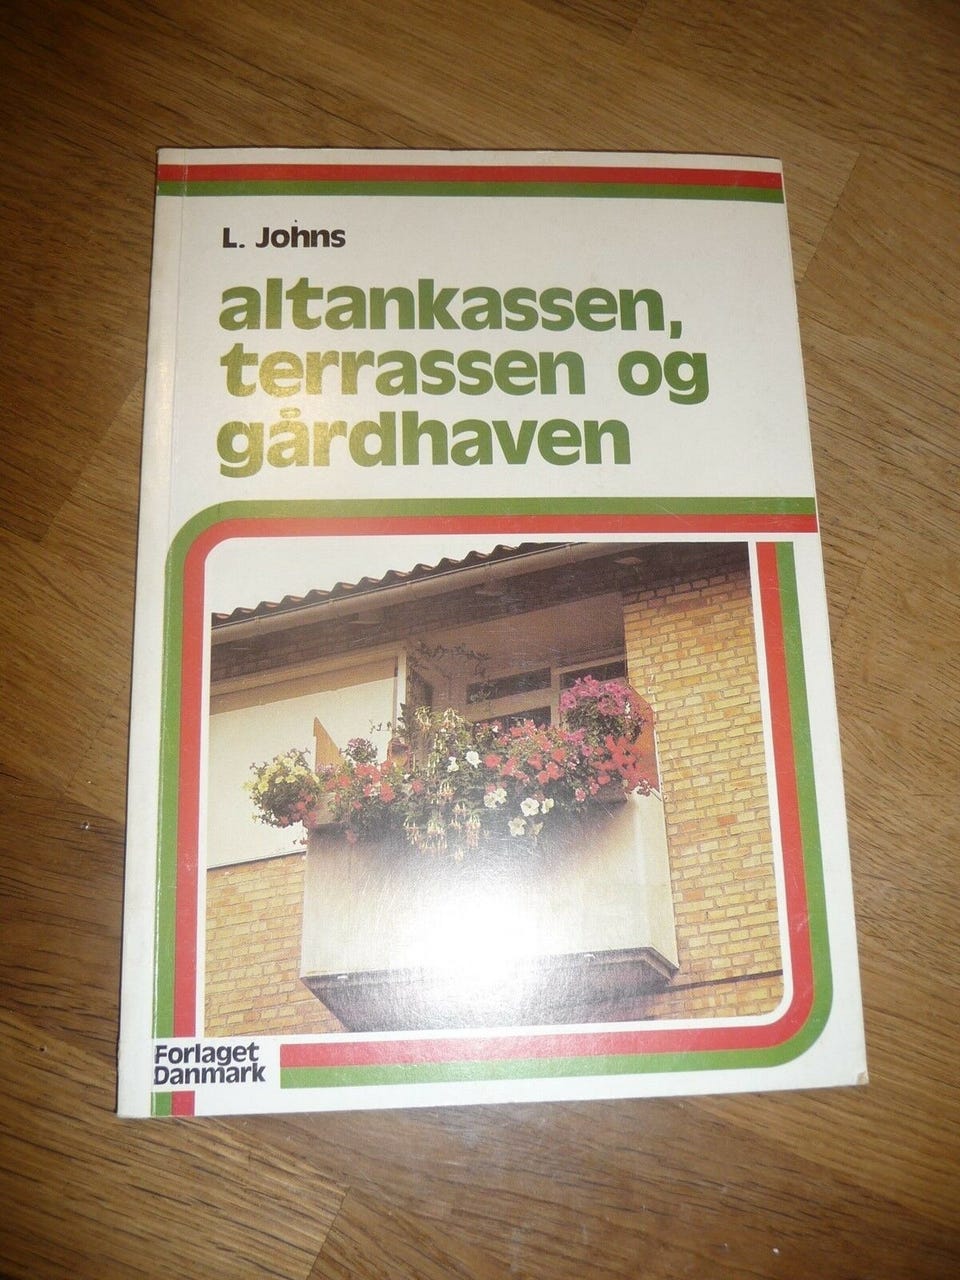 L. Johns
altankassen,
terrassen og
gårdhaven
Forlaget
Danmark